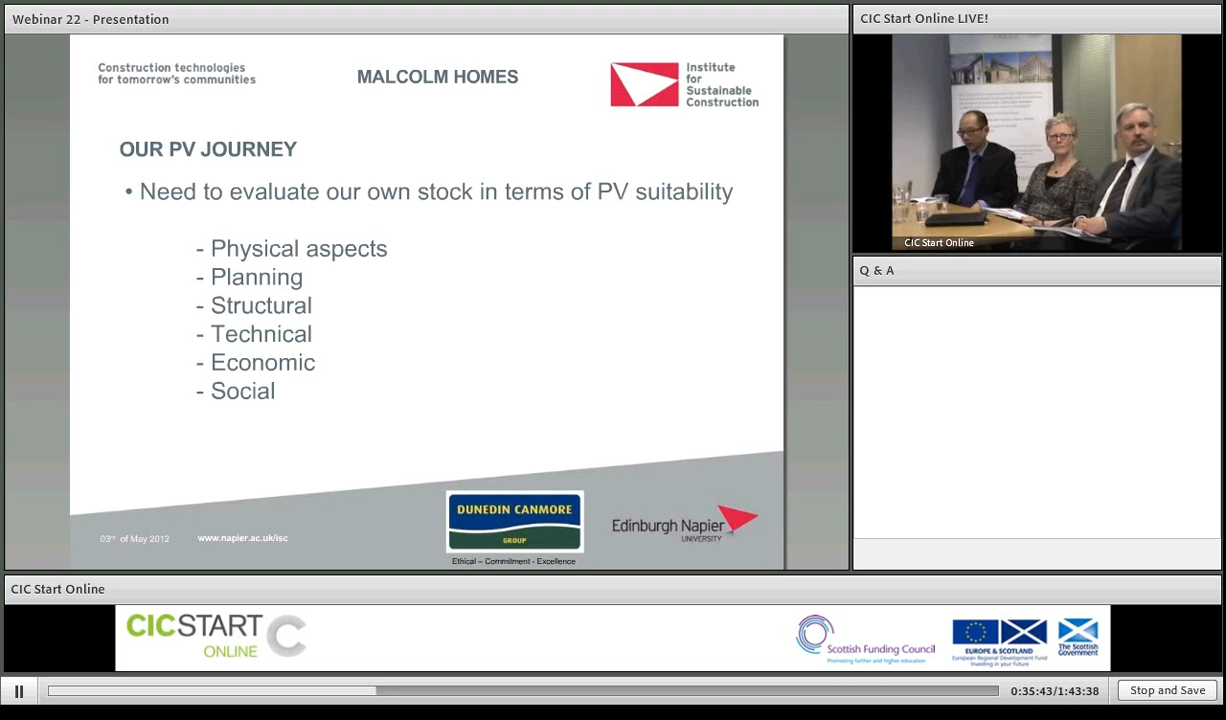 Webinar 22 - Presentation
CIC Start Online LIVE!
Construction technologies
for tomorrow's communities
MALCOLM HOMES
Institute
for
Sustainable
Construction
OUR PV JOURNEY
• Need to evaluate our own stock in terms of PV suitability
- Physical aspects
- Planning
- Structural
- Technical
- Economic
- Social
CIC Start Online
Q & A
DUNEDIN CANMORE
GROUP
Ethical – Commitment - Excellence
Edinburgh Napier
UNIVERSITY
03rd of May 2012
www.napier.ac.uk/isc
CIC Start Online
CICSTART
ONLINE
C
Scottish Funding Council
Promoting further and higher education
EUROPE & SCOTLAND
European Regional Development Fund
Investing in your Future
The Scottish
Government
0:35:43/1:43:38
Stop and Save